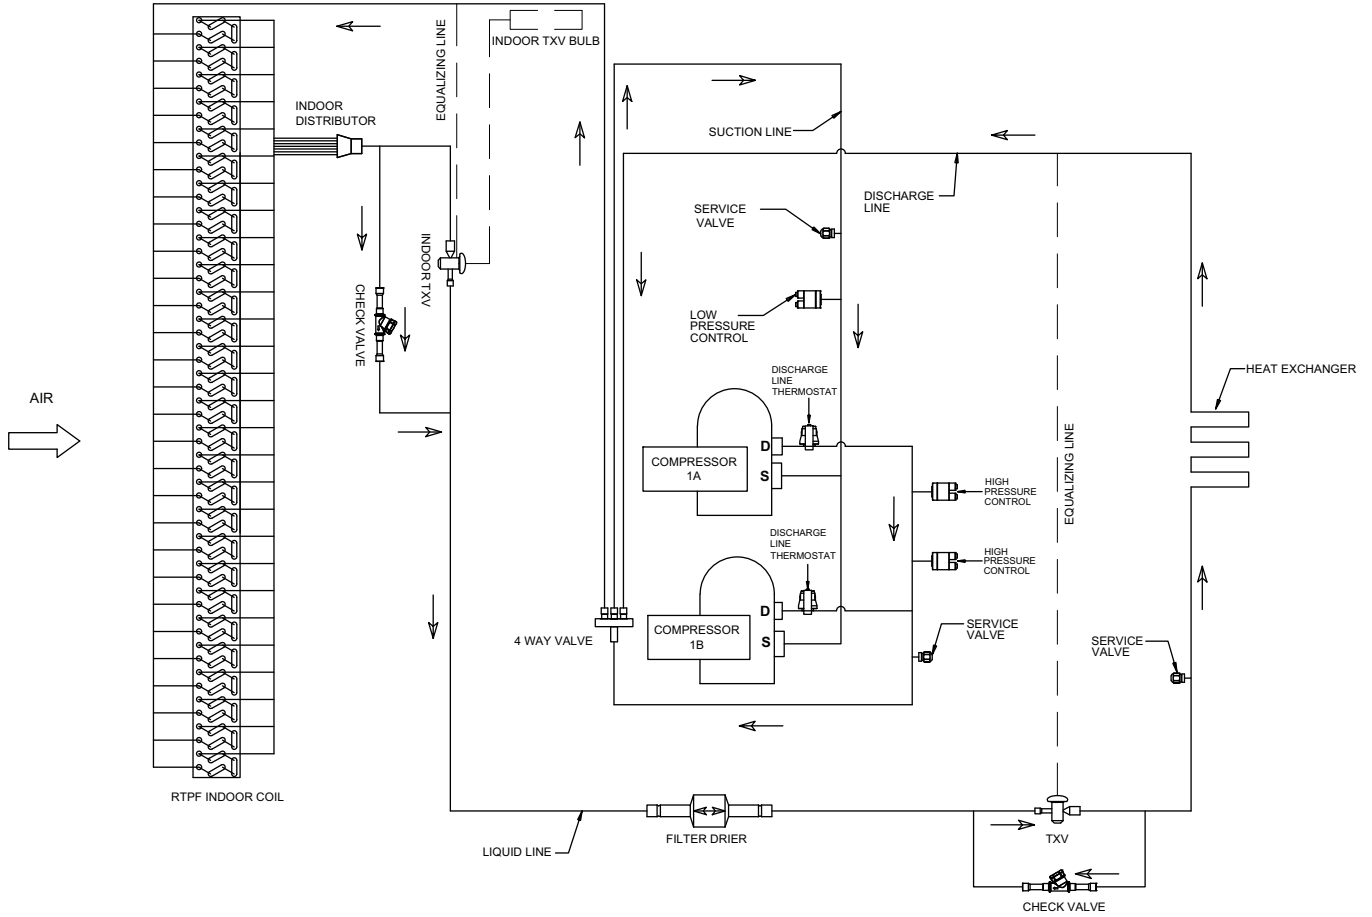 INDOOR TXV BULB
EQUALIZING LINE
INDOOR
DISTRIBUTOR
SUCTION LINE
DISCHARGE
LINE
SERVICE
VALVE
INDOOR TXV
CHECK VALVE
LOW
PRESSURE
CONTROL
HEAT EXCHANGER
DISCHARGE
LINE
THERMOSTAT
AIR
D
COMPRESSOR
1A
S
EQUALIZING LINE
HIGH
PRESSURE
CONTROL
DISCHARGE
LINE
THERMOSTAT
HIGH
PRESSURE
CONTROL
D
COMPRESSOR
1B
S
4 WAY VALVE
SERVICE
VALVE
SERVICE
VALVE
RTPF INDOOR COIL
LIQUID LINE
FILTER DRIER
TXV
CHECK VALVE